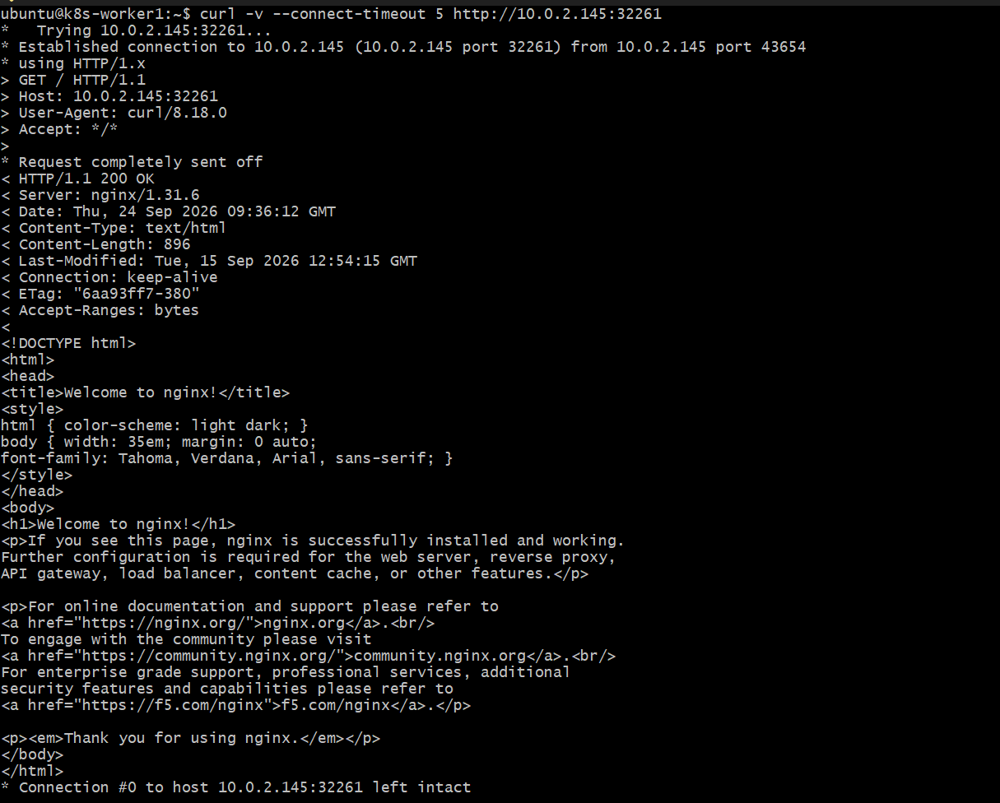 ubuntu@k8s-worker1:~$ curl -v --connect-timeout 5 http://10.0.2.145:32261
*   Trying 10.0.2.145:32261...
* Established connection to 10.0.2.145 (10.0.2.145 port 32261) from 10.0.2.145 port 43654
* using HTTP/1.x
> GET / HTTP/1.1
> Host: 10.0.2.145:32261
> User-Agent: curl/8.18.0
> Accept: */*
>
* Request completely sent off
< HTTP/1.1 200 OK
< Server: nginx/1.31.6
< Date: Thu, 24 Sep 2026 09:36:12 GMT
< Content-Type: text/html
< Content-Length: 896
< Last-Modified: Tue, 15 Sep 2026 12:54:15 GMT
< Connection: keep-alive
< ETag: "6aa93ff7-380"
< Accept-Ranges: bytes
<
<!DOCTYPE html>
<html>
<head>
<title>Welcome to nginx!</title>
<style>
html { color-scheme: light dark; }
body { width: 35em; margin: 0 auto;
font-family: Tahoma, Verdana, Arial, sans-serif; }
</style>
</head>
<body>
<h1>Welcome to nginx!</h1>
<p>If you see this page, nginx is successfully installed and working.
Further configuration is required for the web server, reverse proxy,
API gateway, load balancer, content cache, or other features.</p>

<p>For online documentation and support please refer to
<a href="https://nginx.org/">nginx.org</a>.<br/>
To engage with the community please visit
<a href="https://community.nginx.org/">community.nginx.org</a>.<br/>
For enterprise grade support, professional services, additional
security features and capabilities please refer to
<a href="https://f5.com/nginx">f5.com/nginx</a>.</p>

<p><em>Thank you for using nginx.</em></p>
</body>
</html>
* Connection #0 to host 10.0.2.145:32261 left intact